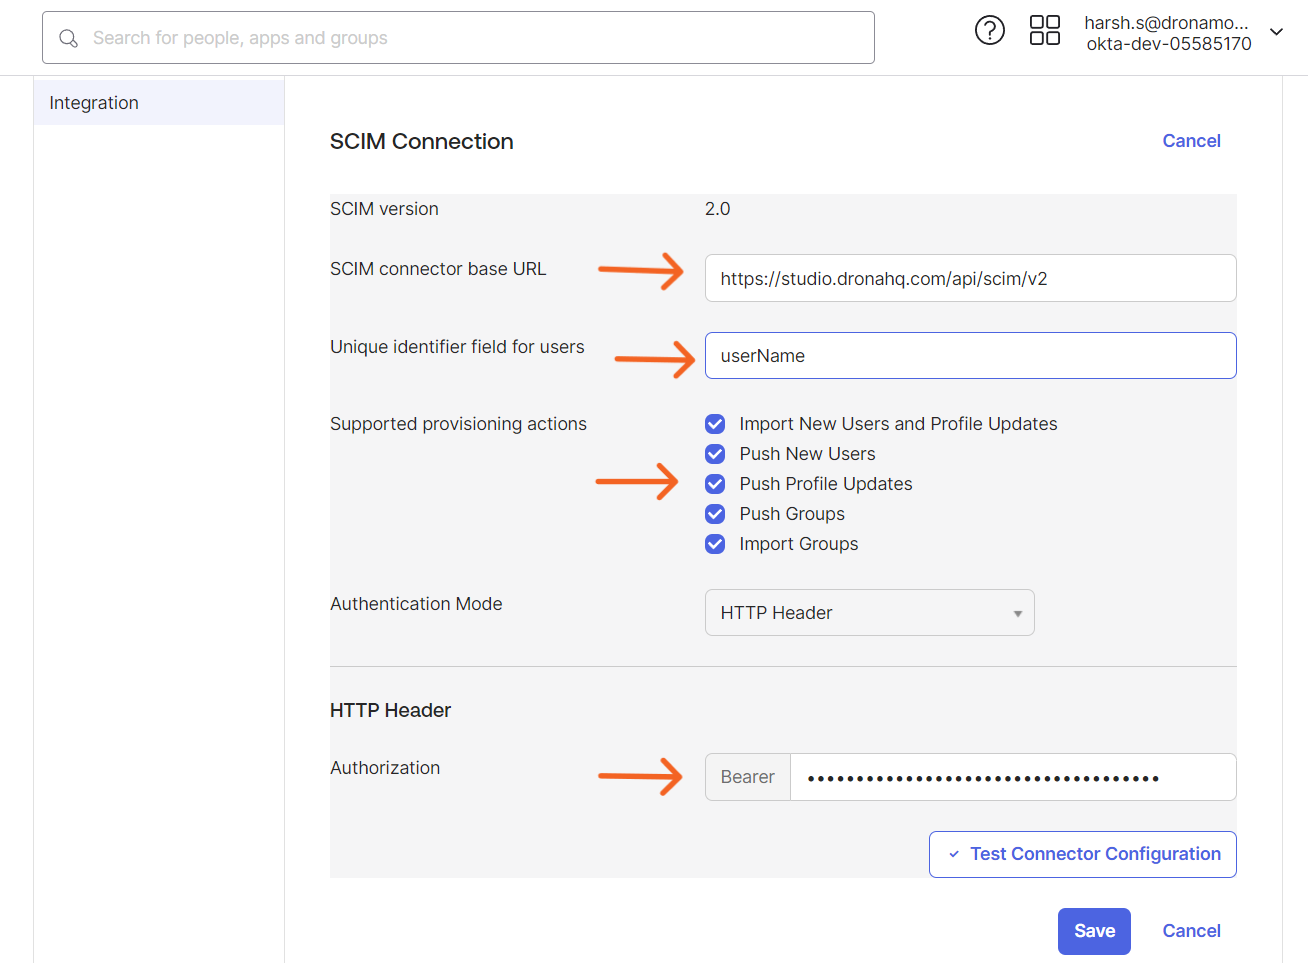 Search for people, apps and groups
harsh.s@dronamo...
okta-dev-05585170
Integration
SCIM Connection
Cancel
SCIM version
2.0
SCIM connector base URL
https://studio.dronahq.com/api/scim/v2
Unique identifier field for users
userName
Supported provisioning actions
Import New Users and Profile Updates
Push New Users
Push Profile Updates
Push Groups
Import Groups
Authentication Mode
HTTP Header
HTTP Header
Authorization
Bearer
••••••••••••••••••••••••••••••••••••
Test Connector Configuration
Save
Cancel